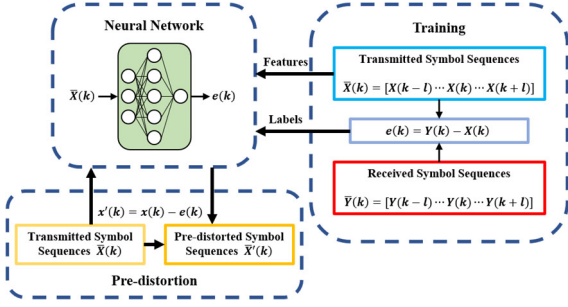 Neural Network
X̄(k)
e(k)
Features
Labels
Training
Transmitted Symbol Sequences
X̄(k) = [X(k − l) ⋯ X(k) ⋯ X(k + l)]
e(k) = Y(k) − X(k)
Received Symbol Sequences
Ȳ(k) = [Y(k − l) ⋯ Y(k) ⋯ Y(k + l)]
x′(k) = x(k) − e(k)
Transmitted Symbol
Sequences X̄(k)
Pre-distorted Symbol
Sequences X̄′(k)
Pre-distortion